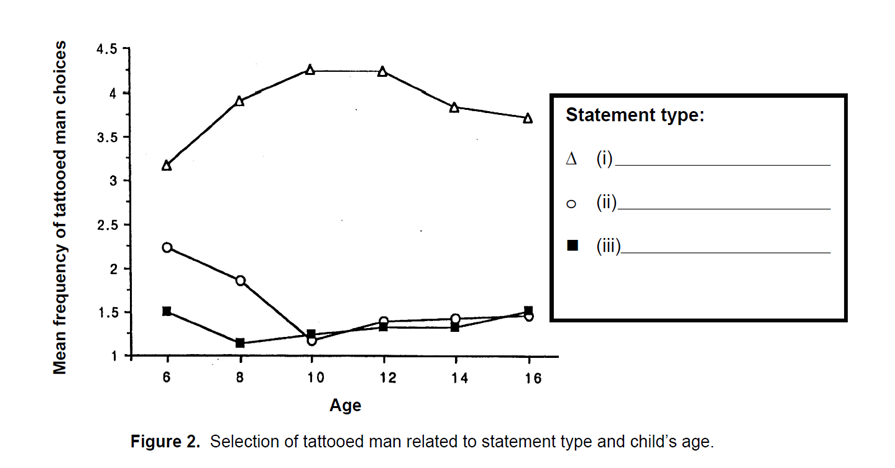 Mean frequency of tattooed man choices
4.5
4
3.5
3
2.5
2
1.5
1
6 8 10 12 14 16
Age
Statement type:
Δ (i)
○ (ii)
■ (iii)
Figure 2. Selection of tattooed man related to statement type and child's age.